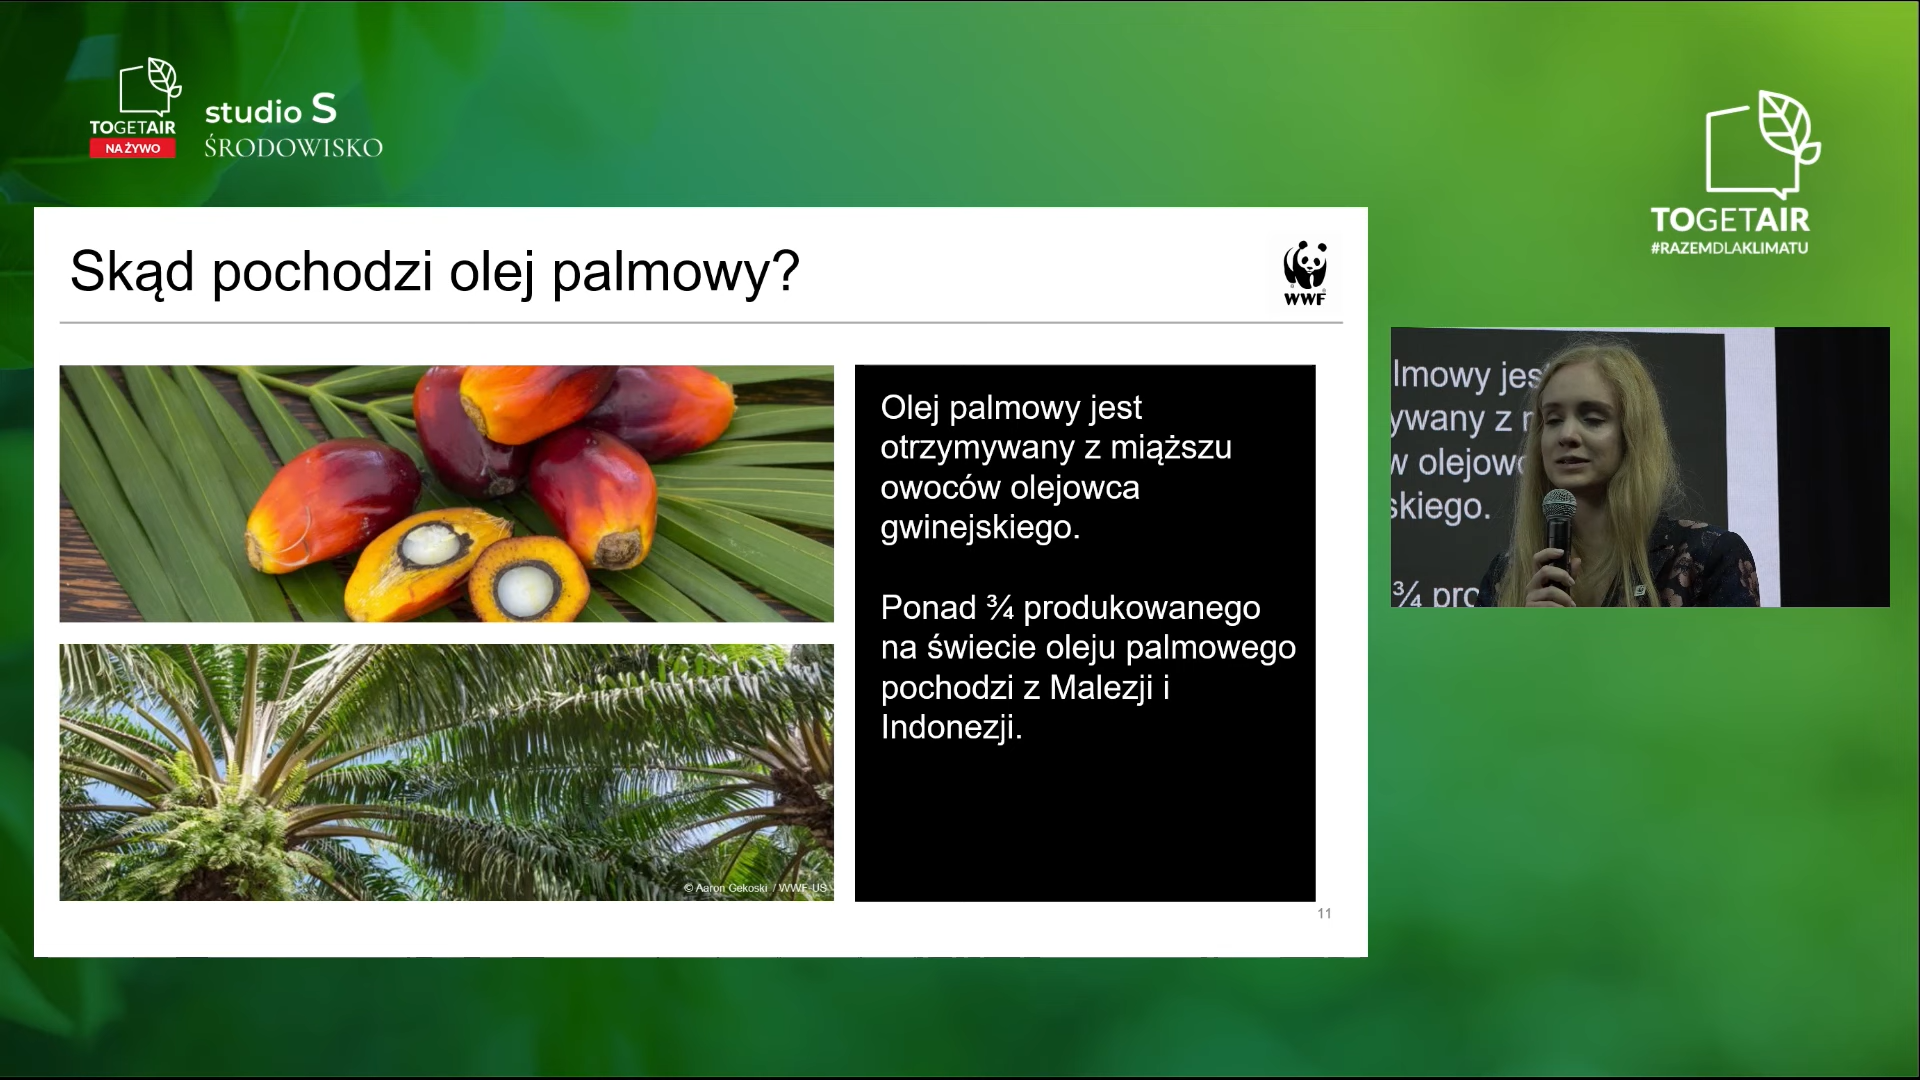 TOGETAIR
NA ŻYWO
studio S
ŚRODOWISKO
TOGETAIR
#RAZEMDLAKLIMATU
Skąd pochodzi olej palmowy?
WWF
Olej palmowy jest
otrzymywany z miąższu
owoców olejowca
gwinejskiego.
Ponad ¾ produkowanego
na świecie oleju palmowego
pochodzi z Malezji i
Indonezji.
© Aaron Gekoski / WWF-US
11
lmowy jes
ywany z
w olejow
skiego.
¾ pro